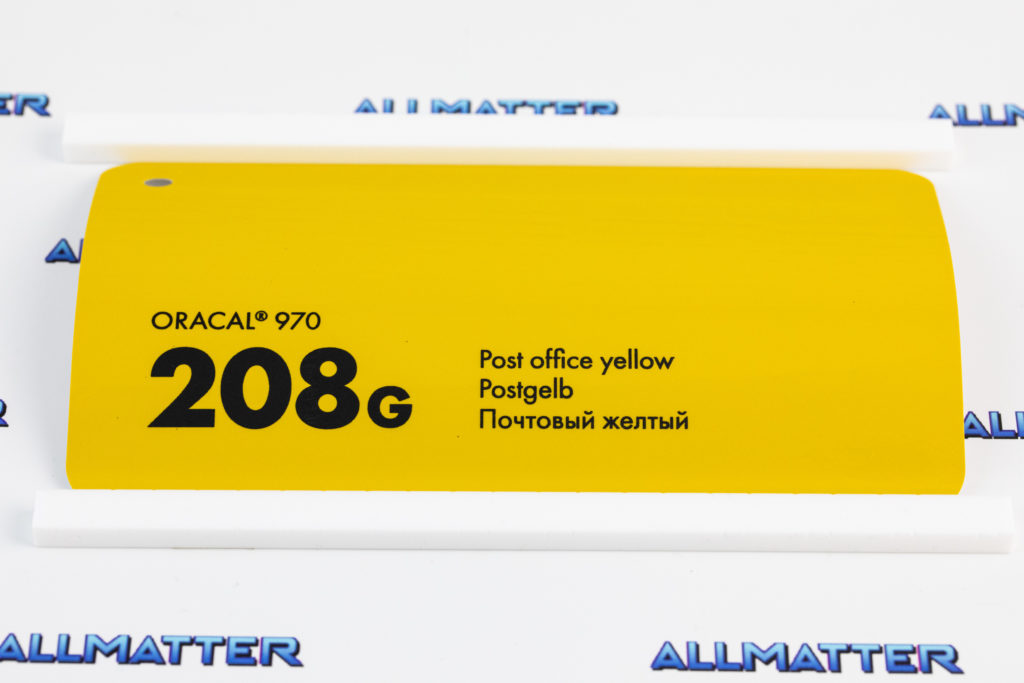 ALLMATTER
ORACAL® 970
208G
Post office yellow
Postgelb
Почтовый желтый
ALLMATTER
ALLMATTER